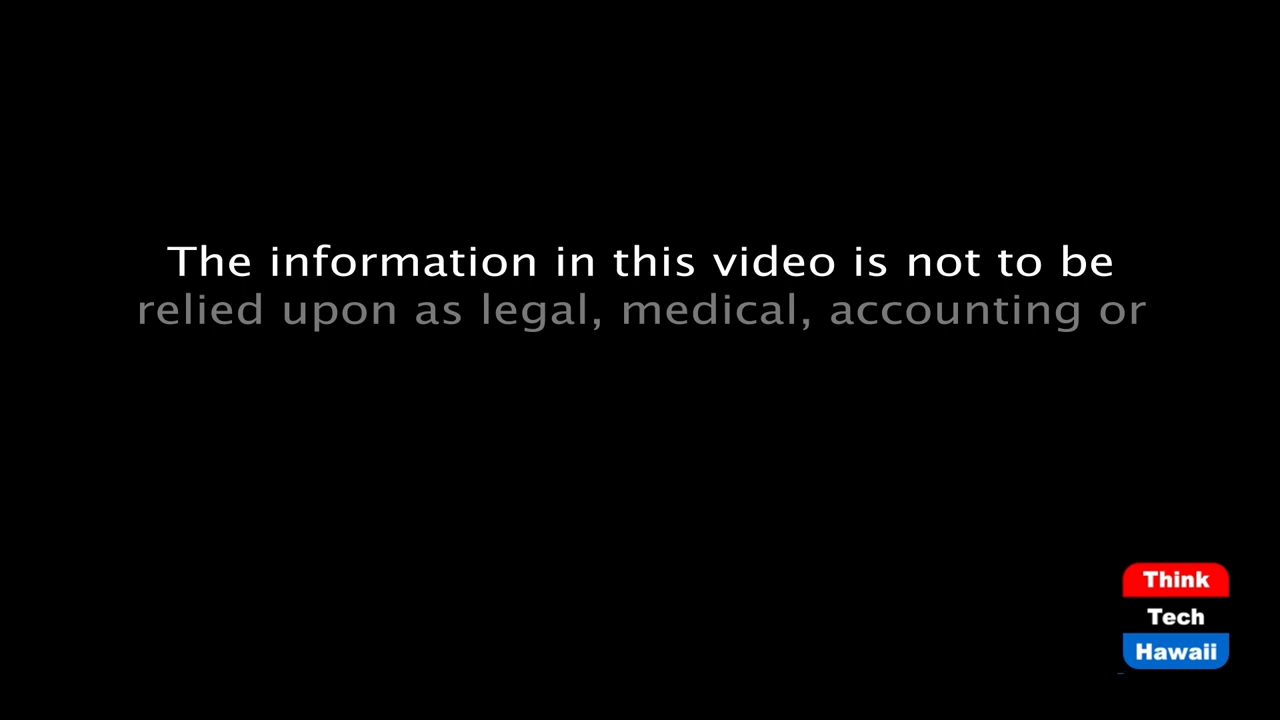 The information in this video is not to be
relied upon as legal, medical, accounting or
Think
Tech
Hawaii